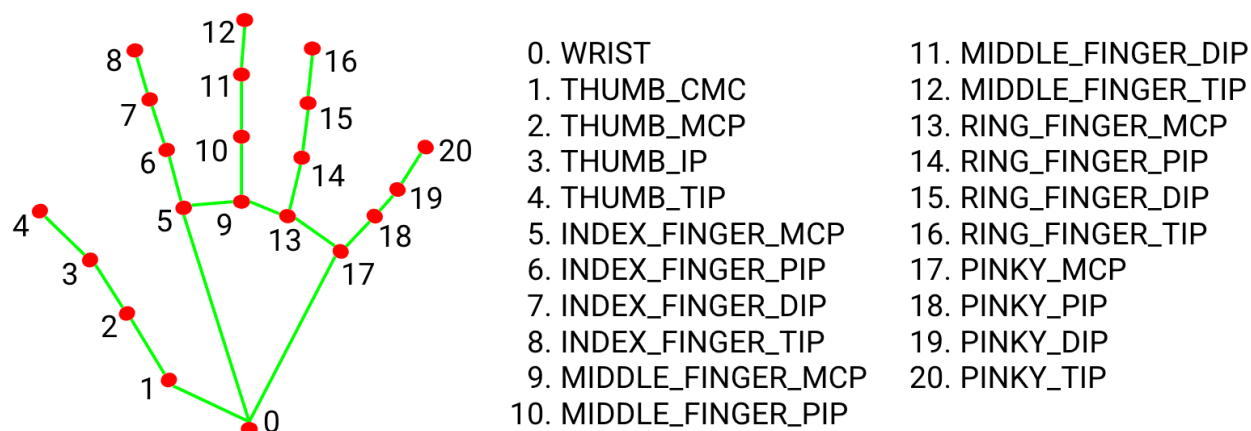 12
8
16
11
7
15
10
6
14
20
19
4
5
9
13
18
3
17
2
1
0
0. WRIST
1. THUMB_CMC
2. THUMB_MCP
3. THUMB_IP
4. THUMB_TIP
5. INDEX_FINGER_MCP
6. INDEX_FINGER_PIP
7. INDEX_FINGER_DIP
8. INDEX_FINGER_TIP
9. MIDDLE_FINGER_MCP
10. MIDDLE_FINGER_PIP
11. MIDDLE_FINGER_DIP
12. MIDDLE_FINGER_TIP
13. RING_FINGER_MCP
14. RING_FINGER_PIP
15. RING_FINGER_DIP
16. RING_FINGER_TIP
17. PINKY_MCP
18. PINKY_PIP
19. PINKY_DIP
20. PINKY_TIP